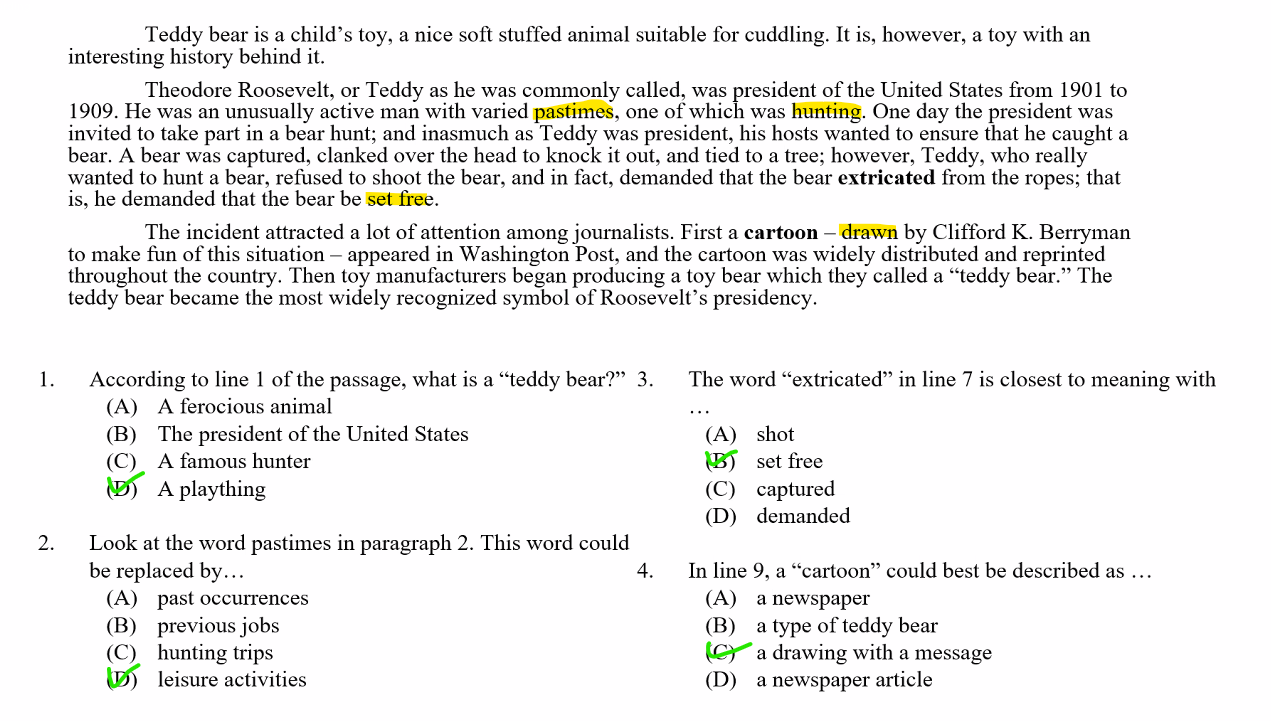 Teddy bear is a child's toy, a nice soft stuffed animal suitable for cuddling. It is, however, a toy with an
interesting history behind it.
Theodore Roosevelt, or Teddy as he was commonly called, was president of the United States from 1901 to
1909. He was an unusually active man with varied pastimes, one of which was hunting. One day the president was
invited to take part in a bear hunt; and inasmuch as Teddy was president, his hosts wanted to ensure that he caught a
bear. A bear was captured, clanked over the head to knock it out, and tied to a tree; however, Teddy, who really
wanted to hunt a bear, refused to shoot the bear, and in fact, demanded that the bear extricated from the ropes; that
is, he demanded that the bear be set free.
The incident attracted a lot of attention among journalists. First a cartoon – drawn by Clifford K. Berryman
to make fun of this situation – appeared in Washington Post, and the cartoon was widely distributed and reprinted
throughout the country. Then toy manufacturers began producing a toy bear which they called a “teddy bear.” The
teddy bear became the most widely recognized symbol of Roosevelt's presidency.
1. According to line 1 of the passage, what is a “teddy bear?”
(A) A ferocious animal
(B) The president of the United States
(C) A famous hunter
(D) A plaything
2. Look at the word pastimes in paragraph 2. This word could
be replaced by…
(A) past occurrences
(B) previous jobs
(C) hunting trips
(D) leisure activities
3. The word “extricated” in line 7 is closest to meaning with
…
(A) shot
(B) set free
(C) captured
(D) demanded
4. In line 9, a “cartoon” could best be described as …
(A) a newspaper
(B) a type of teddy bear
(C) a drawing with a message
(D) a newspaper article